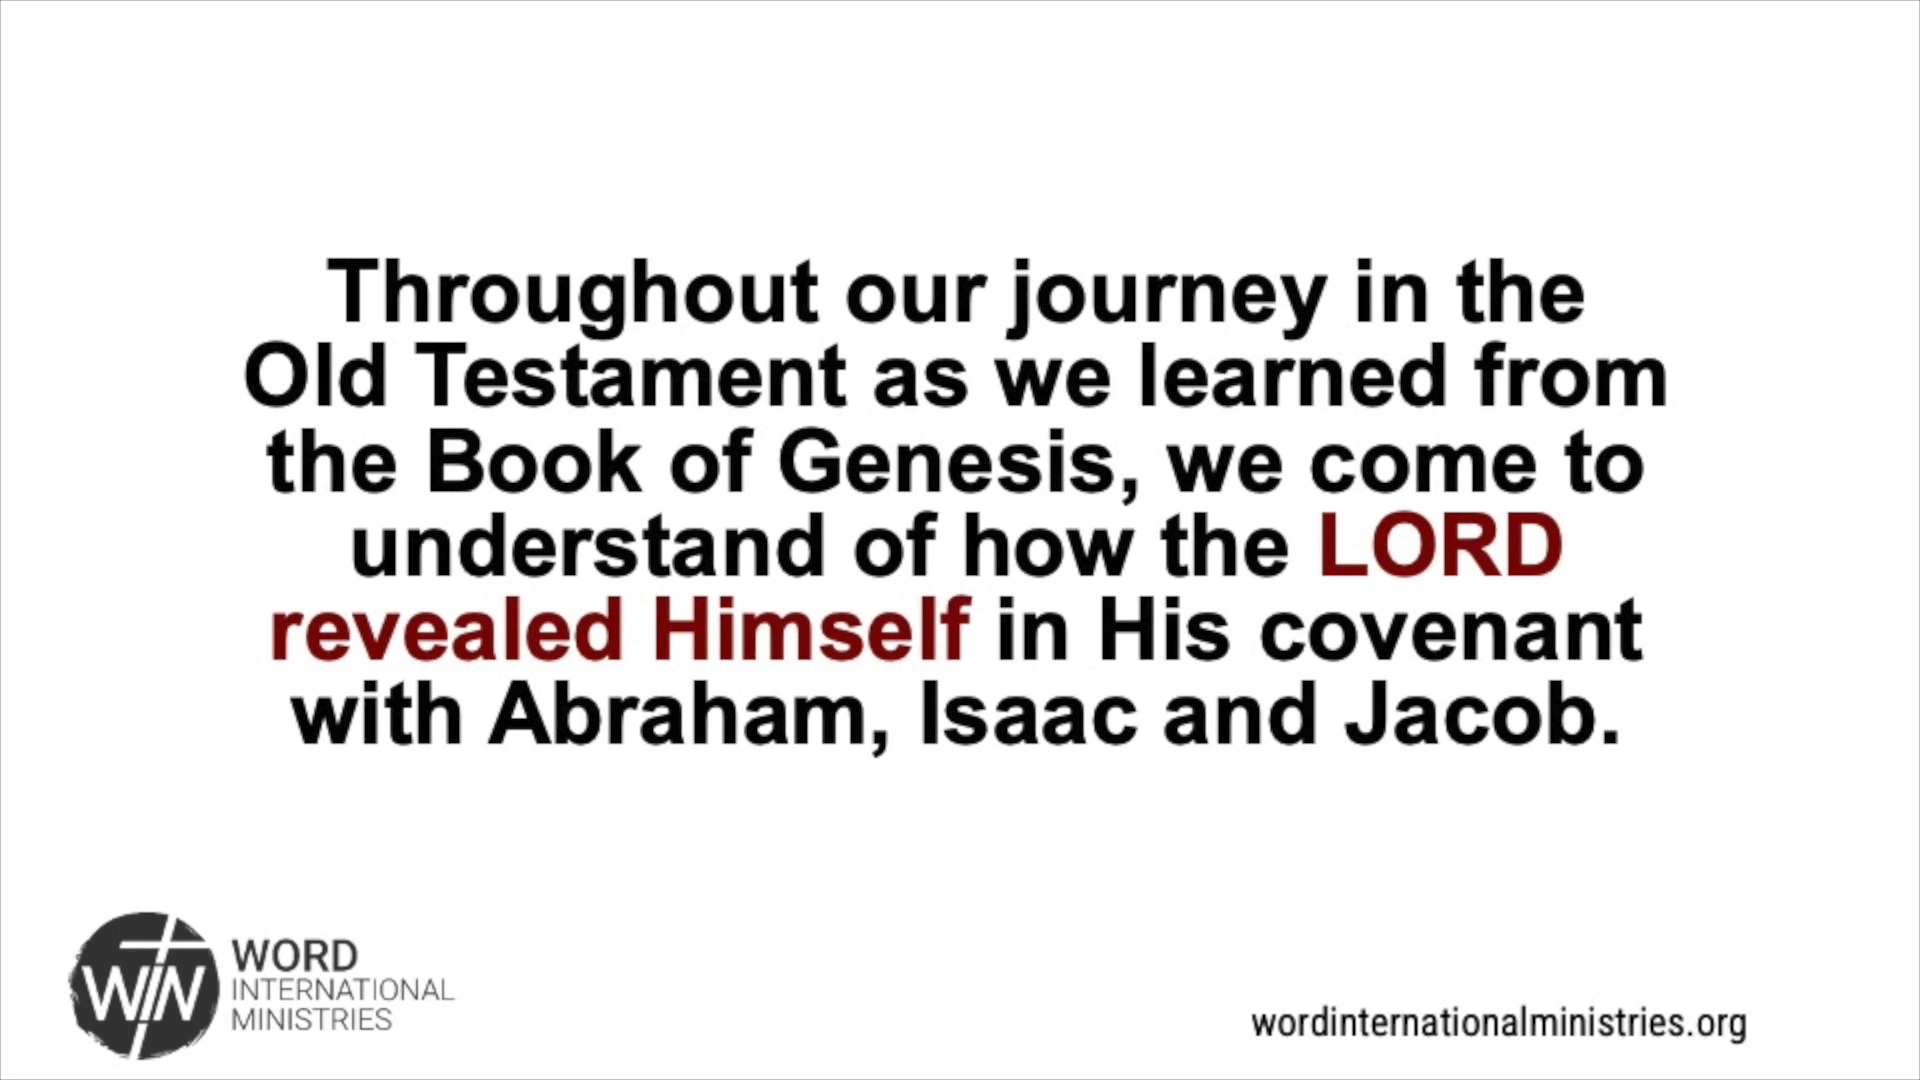 Throughout our journey in the
Old Testament as we learned from
the Book of Genesis, we come to
understand of how the LORD
revealed Himself in His covenant
with Abraham, Isaac and Jacob.
WIN
WORD
INTERNATIONAL
MINISTRIES
wordinternationalministries.org